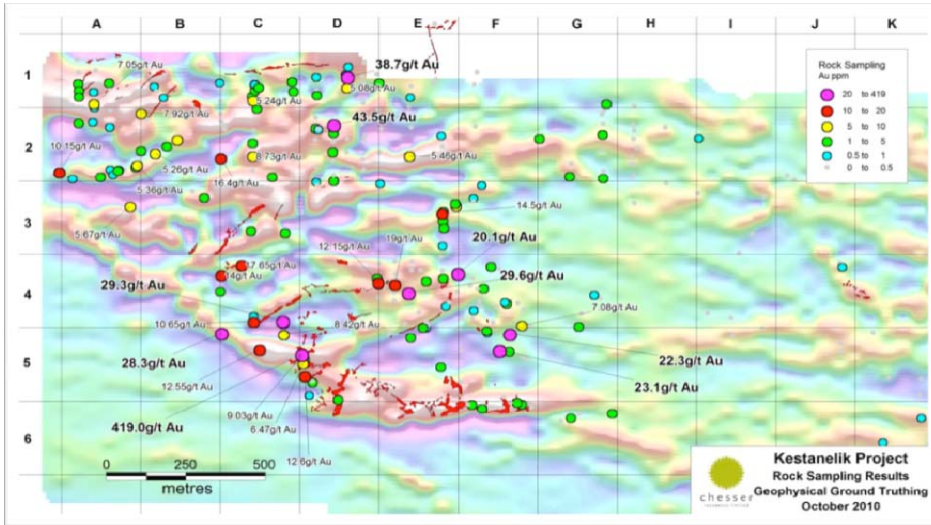 A B C D E F G H I J K
1
7.05g/t Au
38.7g/t Au
5.08g/t Au
5.24g/t Au
7.92g/t Au
43.5g/t Au
Rock Sampling
Au ppm
20 to 419
10 to 20
5 to 10
1 to 5
0.5 to 1
0 to 0.5
2
10.15g/t Au
8.73g/t Au
5.46g/t Au
5.26g/t Au
16.4g/t Au
5.36g/t Au
3
14.5g/t Au
5.67g/t Au
20.1g/t Au
19g/t Au
12.15g/t Au
17.65g/t Au
14g/t Au
29.6g/t Au
29.3g/t Au
4
7.08g/t Au
10.65g/t Au
8.42g/t Au
28.3g/t Au
22.3g/t Au
5
12.55g/t Au
23.1g/t Au
9.03g/t Au
419.0g/t Au
6.47g/t Au
6
12.6g/t Au
0 250 500
metres
Kestanelik Project
Rock Sampling Results
Geophysical Ground Truthing
October 2010
chesser